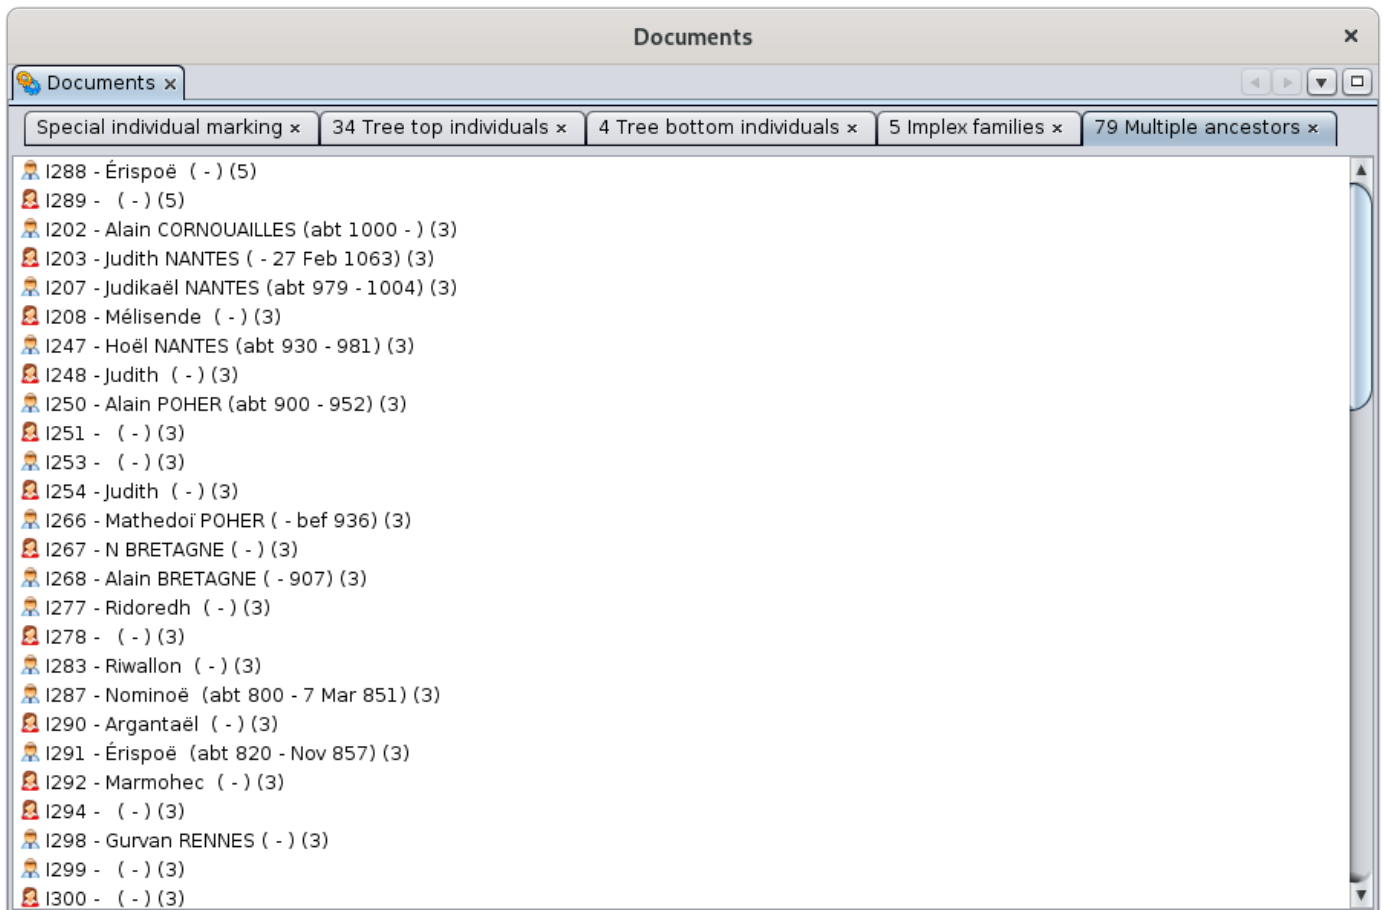 Documents
Documents
Special individual marking 34 Tree top individuals 4 Tree bottom individuals 5 Implex families 79 Multiple ancestors
I288 - Érispoë ( - ) (5)
I289 - ( - ) (5)
I202 - Alain CORNOUAILLES (abt 1000 - ) (3)
I203 - Judith NANTES ( - 27 Feb 1063) (3)
I207 - Judikaël NANTES (abt 979 - 1004) (3)
I208 - Mélisende ( - ) (3)
I247 - Hoël NANTES (abt 930 - 981) (3)
I248 - Judith ( - ) (3)
I250 - Alain POHER (abt 900 - 952) (3)
I251 - ( - ) (3)
I253 - ( - ) (3)
I254 - Judith ( - ) (3)
I266 - Mathedoï POHER ( - bef 936) (3)
I267 - N BRETAGNE ( - ) (3)
I268 - Alain BRETAGNE ( - 907) (3)
I277 - Ridoredh ( - ) (3)
I278 - ( - ) (3)
I283 - Riwallon ( - ) (3)
I287 - Nominoë (abt 800 - 7 Mar 851) (3)
I290 - Argantaël ( - ) (3)
I291 - Érispoë (abt 820 - Nov 857) (3)
I292 - Marmohec ( - ) (3)
I294 - ( - ) (3)
I298 - Gurvan RENNES ( - ) (3)
I299 - ( - ) (3)
I300 - ( - ) (3)